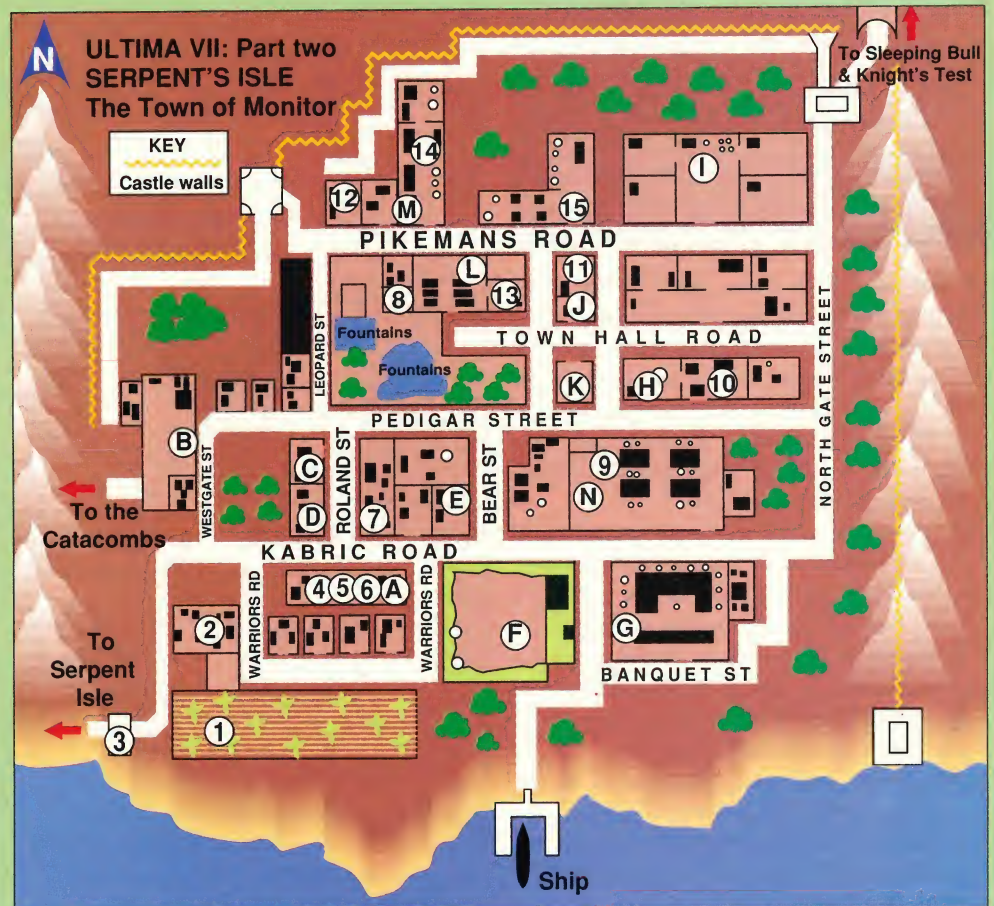 N
ULTIMA VII: Part two
SERPENT'S ISLE
The Town of Monitor
KEY
Castle walls
To Sleeping Bull
& Knight's Test
14
I
12
M
15
PIKEMANS ROAD
L
11
8
13
J
Fountains
TOWN HALL ROAD
LEOPARD ST
Fountains
NORTH GATE STREET
K
H
10
PEDIGAR STREET
B
WESTGATE ST
C
ROLAND ST
9
BEAR ST
N
D
7
E
To the
Catacombs
KABRIC ROAD
4
5
6
A
WARRIORS RD
WARRIORS RD
2
F
G
BANQUET ST
To
Serpent
Isle
1
3
Ship